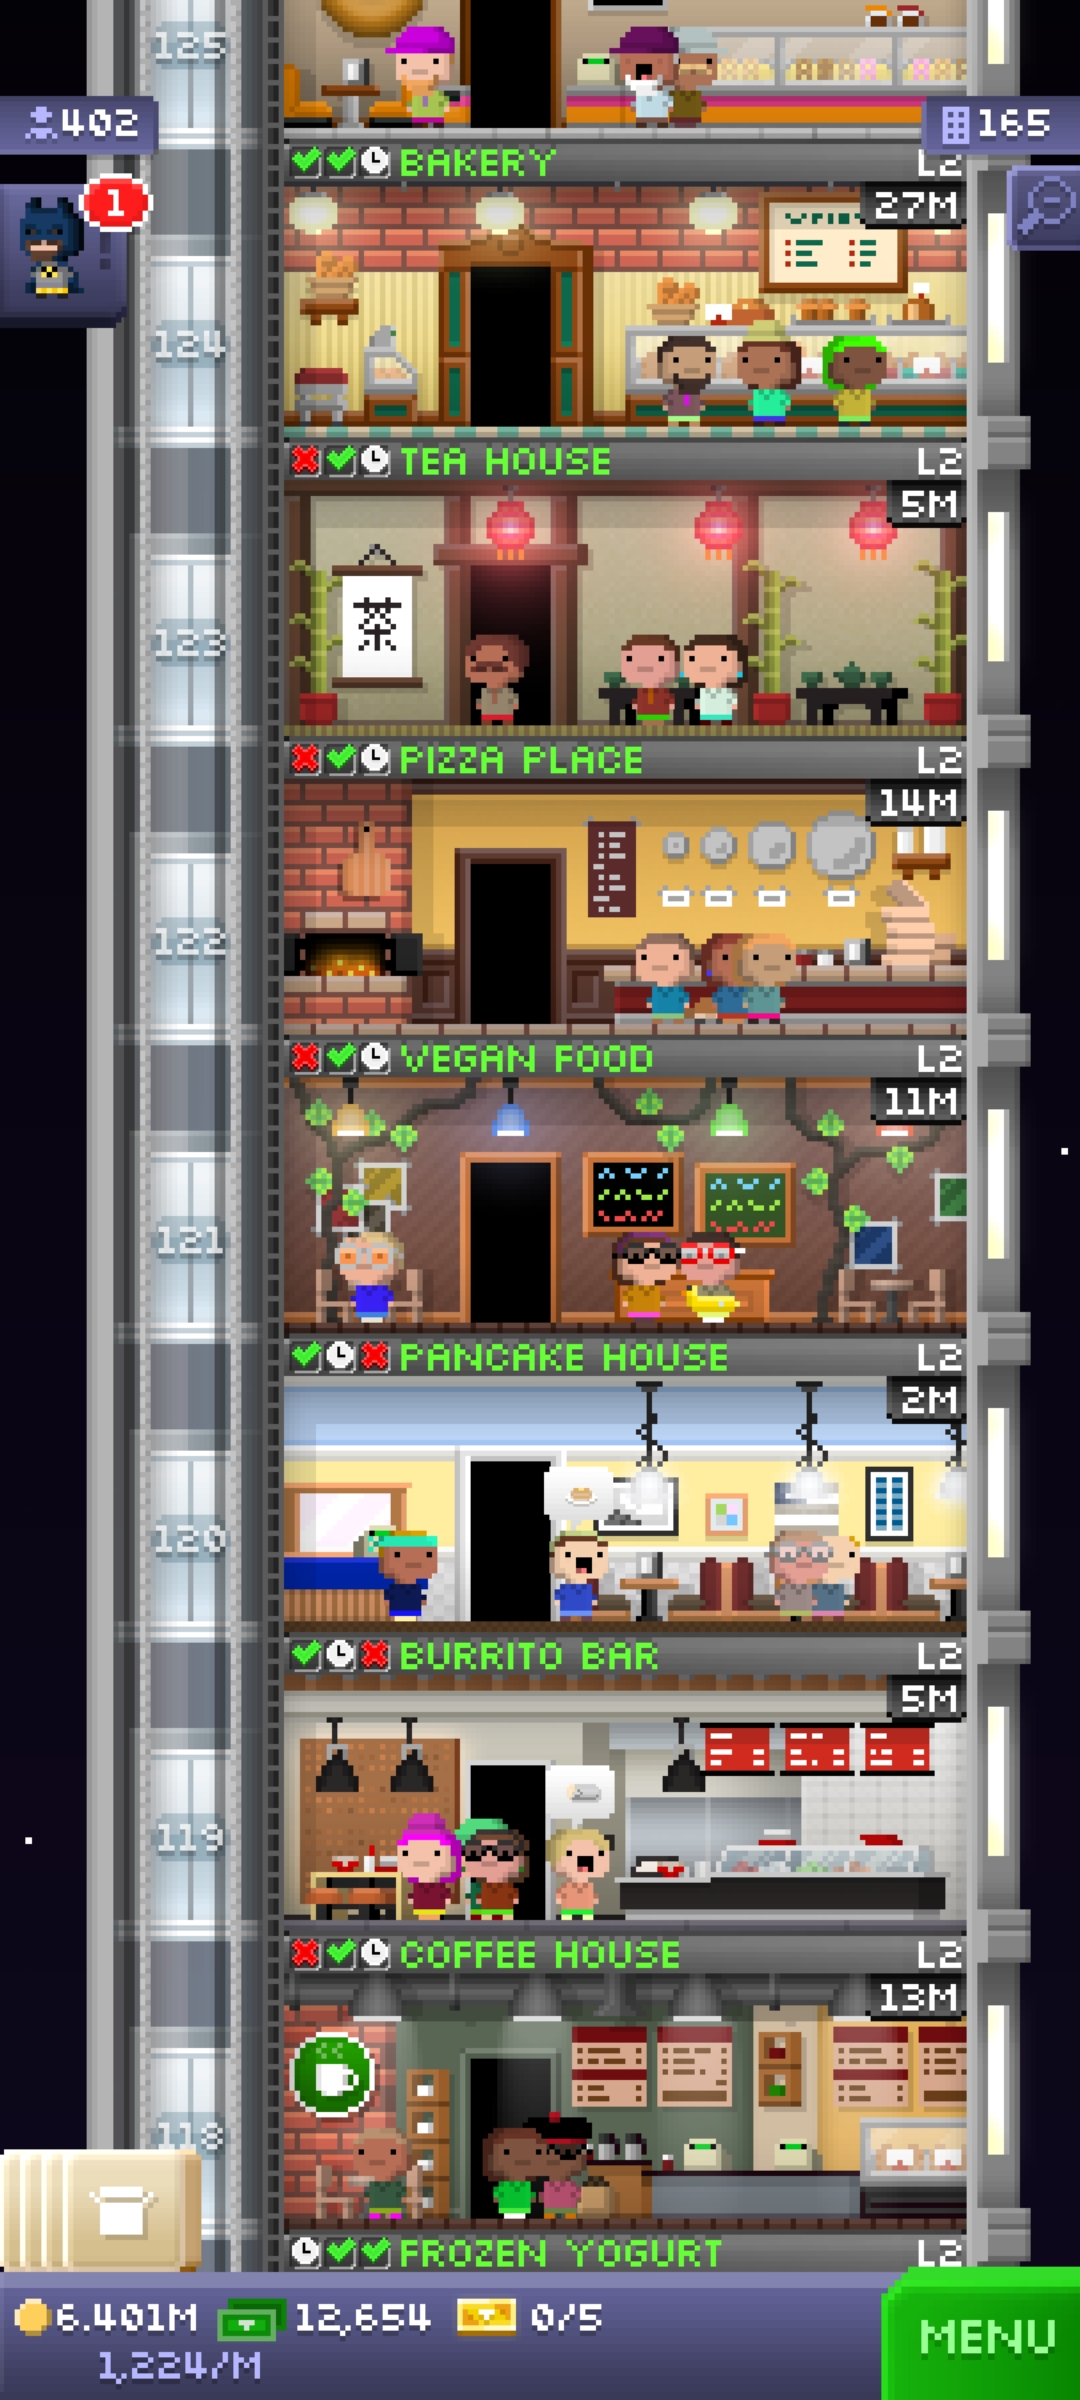 125
402
165
BAKERY L2
27M
124
TEA HOUSE L2
5M
茶
123
PIZZA PLACE L2
14M
122
VEGAN FOOD L2
11M
121
PANCAKE HOUSE L2
2M
120
BURRITO BAR L2
5M
119
COFFEE HOUSE L2
13M
118
FROZEN YOGURT L2
6.401M 12,654 0/5
1,224/M
MENU
1